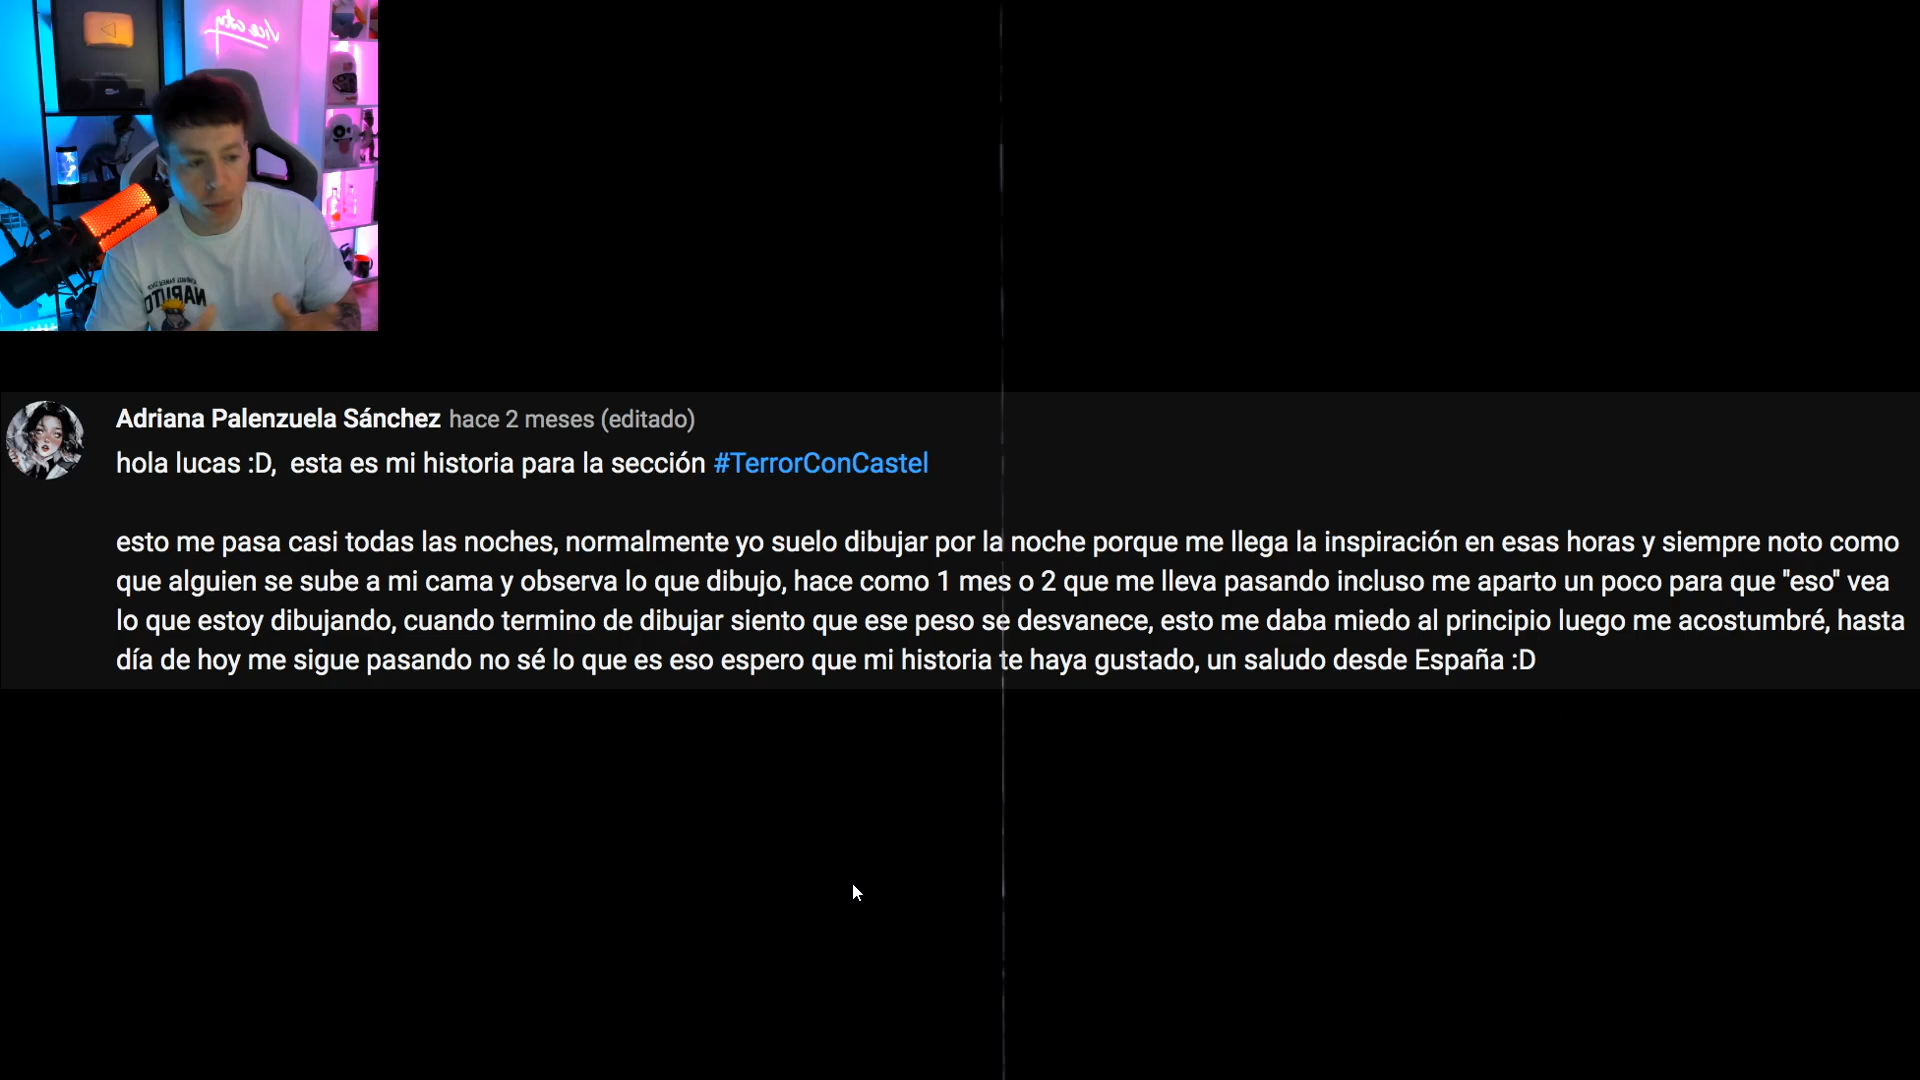 vice city
NARUTO
Adriana Palenzuela Sánchez hace 2 meses (editado)
hola lucas :D, esta es mi historia para la sección #TerrorConCastel
esto me pasa casi todas las noches, normalmente yo suelo dibujar por la noche porque me llega la inspiración en esas horas y siempre noto como
que alguien se sube a mi cama y observa lo que dibujo, hace como 1 mes o 2 que me lleva pasando incluso me aparto un poco para que "eso" vea
lo que estoy dibujando, cuando termino de dibujar siento que ese peso se desvanece, esto me daba miedo al principio luego me acostumbré, hasta
día de hoy me sigue pasando no sé lo que es eso espero que mi historia te haya gustado, un saludo desde España :D